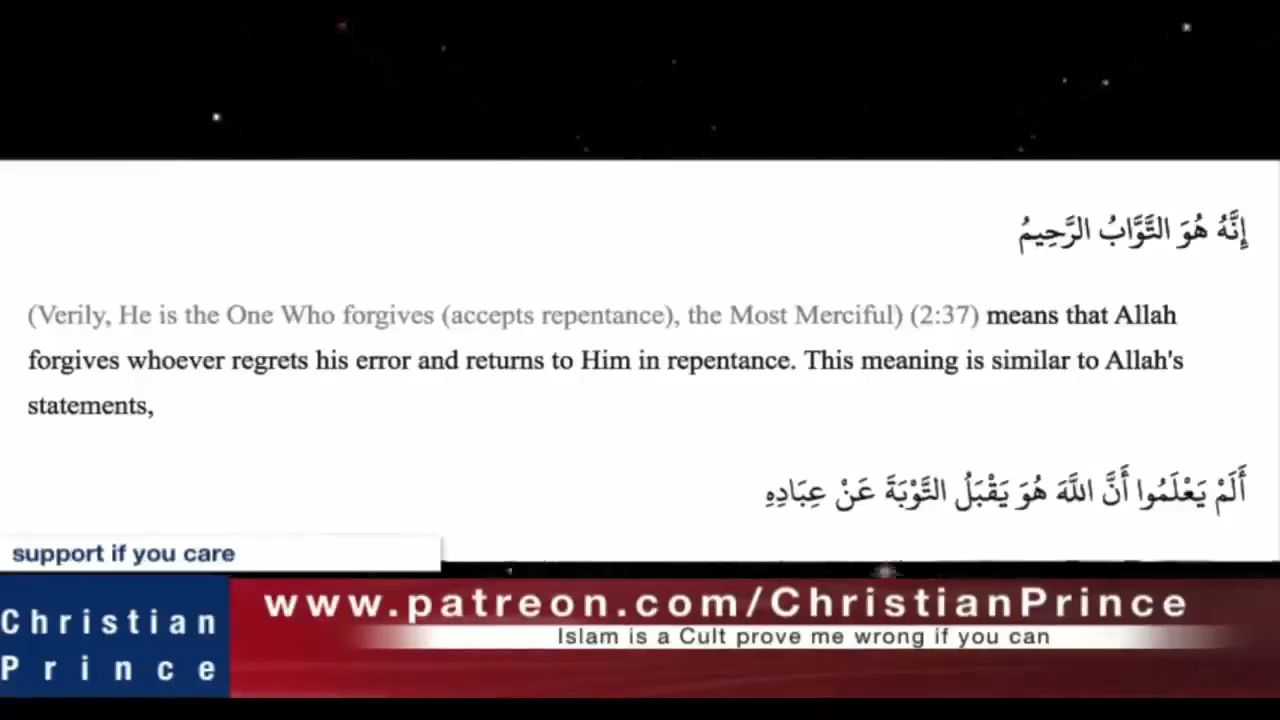 إِنَّهُ هُوَ التَّوَّابُ الرَّحِيمُ
(Verily, He is the One Who forgives (accepts repentance), the Most Merciful) (2:37) means that Allah
forgives whoever regrets his error and returns to Him in repentance. This meaning is similar to Allah's
statements,
أَلَمْ يَعْلَمُوا أَنَّ اللَّهَ هُوَ يَقْبَلُ التَّوْبَةَ عَنْ عِبَادِهِ
support if you care
Christian
Prince
www.patreon.com/ChristianPrince
Islam is a Cult prove me wrong if you can